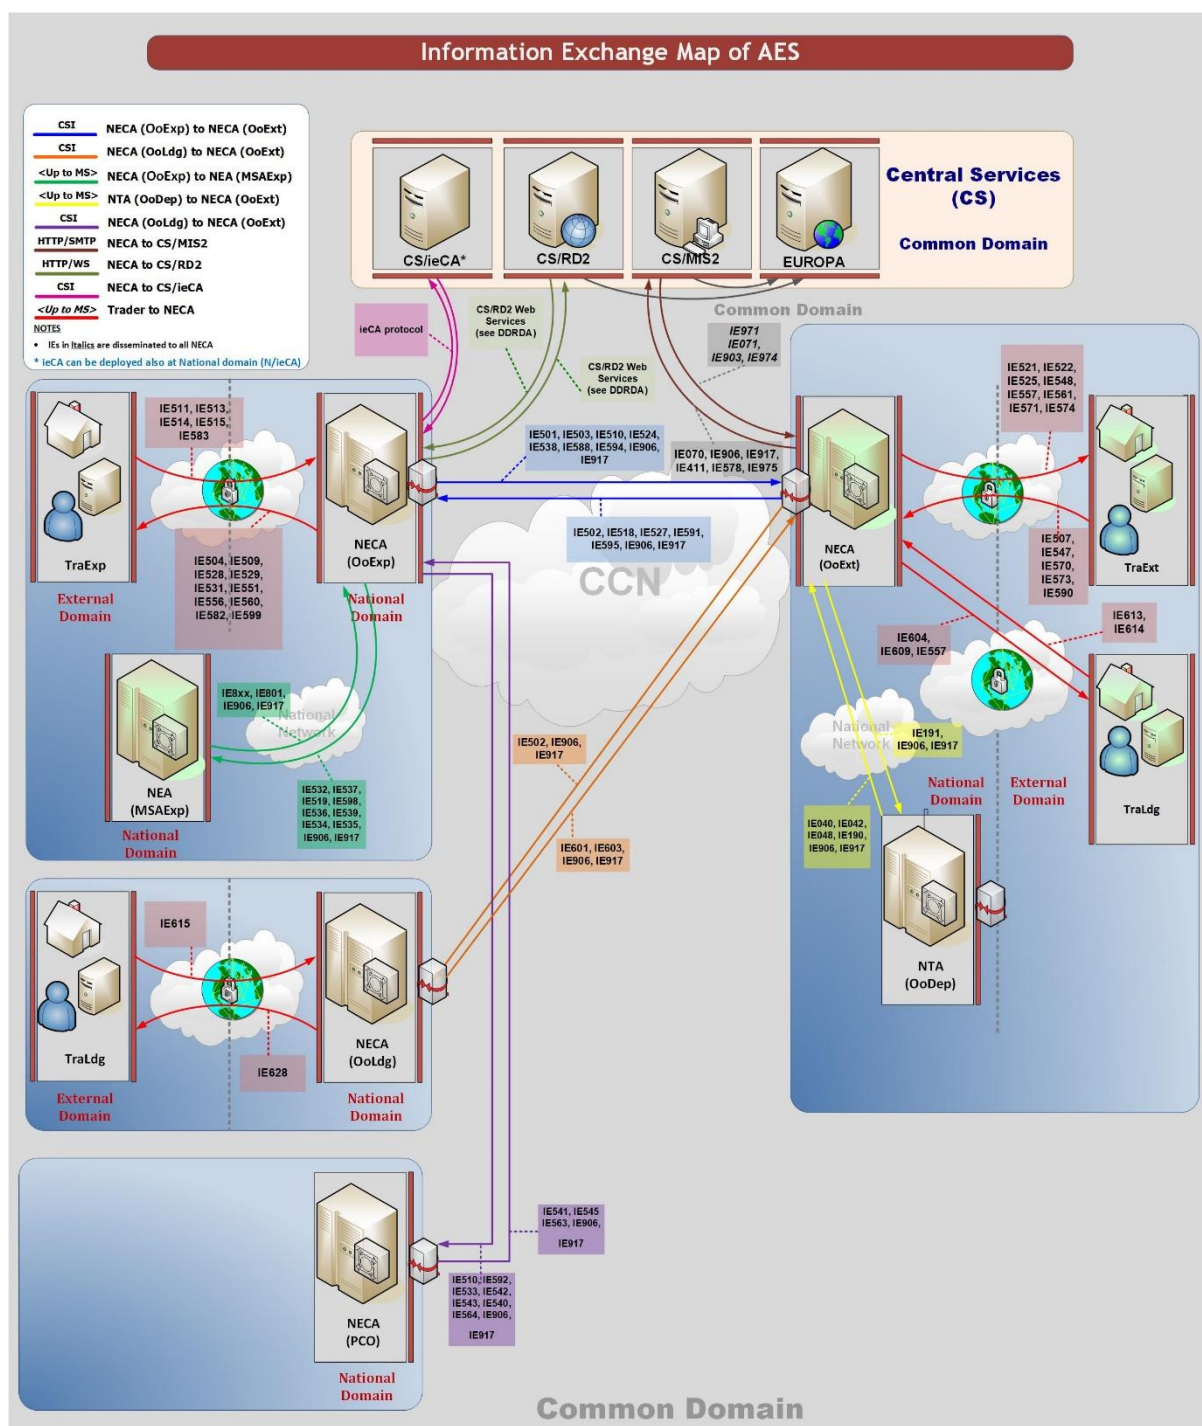 Information Exchange Map of AES
CSI NECA (OoExp) to NECA (OoExt)
CSI NECA (OoLdg) to NECA (OoExt)
<Up to MS> NECA (OoExp) to NEA (MSAExp)
<Up to MS> NTA (OoDep) to NECA (OoExt)
CSI NECA (OoLdg) to NECA (OoExt)
HTTP/SMTP NECA to CS/MIS2
HTTP/WS NECA to CS/RD2
CSI NECA to CS/ieCA
<Up to MS> Trader to NECA
NOTES
• IEs in Italics are disseminated to all NECA
* ieCA can be deployed also at National domain (N/ieCA)
CS/ieCA*
CS/RD2
CS/MIS2
EUROPA
Central Services
(CS)
Common Domain
Common Domain
ieCA protocol
CS/RD2 Web
Services
(see DDRDA)
CS/RD2 Web
Services
(see DDRDA)
IE971
IE071,
IE903, IE974
IE070, IE906, IE917,
IE411, IE578, IE975
IE511, IE513,
IE514, IE515,
IE583
TraExp
External
Domain
IE504, IE509,
IE528, IE529,
IE531, IE551,
IE556, IE560,
IE582, IE599
NECA
(OoExp)
National
Domain
IE501, IE503, IE510, IE524,
IE538, IE588, IE594, IE906,
IE917
IE502, IE518, IE527, IE591,
IE595, IE906, IE917
CCN
NECA
(OoExt)
IE521, IE522,
IE525, IE548,
IE557, IE561,
IE571, IE574
IE507,
IE547,
IE570,
IE573,
IE590
TraExt
IE604,
IE609, IE557
IE613,
IE614
TraLdg
National
Network
IE191,
IE906, IE917
IE040, IE042,
IE048, IE190,
IE906, IE917
National
Domain
External
Domain
NTA
(OoDep)
IE8xx, IE801,
IE906, IE917
National
Network
IE532, IE537,
IE519, IE598,
IE536, IE539,
IE534, IE535,
IE906, IE917
NEA
(MSAExp)
National
Domain
IE502, IE906,
IE917
IE601, IE603,
IE906, IE917
IE615
TraLdg
External
Domain
IE628
NECA
(OoLdg)
National
Domain
IE541, IE545
IE563, IE906,
IE917
IE510, IE592,
IE533, IE542,
IE543, IE540,
IE564, IE906,
IE917
NECA
(PCO)
National
Domain
Common Domain